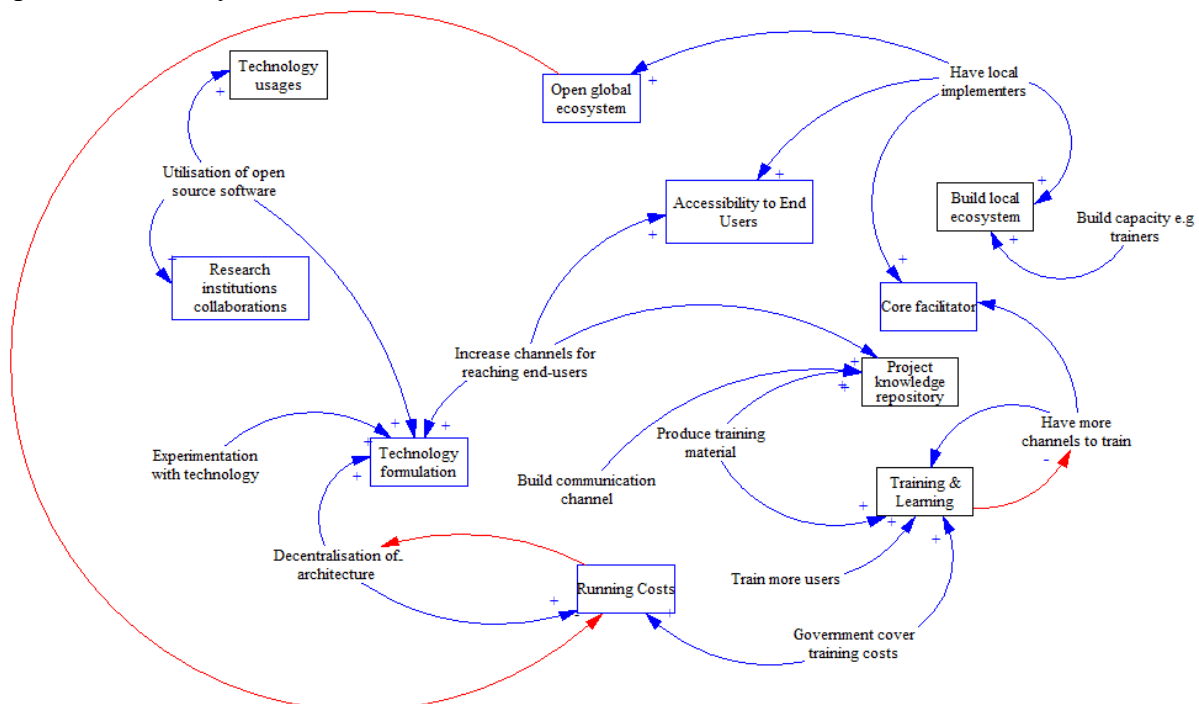 Technology
usages
Open global
ecosystem
Have local
implementers
Utilisation of open
source software
Accessibility to End
Users
Build local
ecosystem
Build capacity e.g
trainers
Research
institutions
collaborations
Core facilitator
Increase channels for
reaching end-users
Project
knowledge
repository
Have more
channels to train
Experimentation
with technology
Technology
formulation
Produce training
material
Build communication
channel
Training &
Learning
Decentralisation of
architecture
Running Costs
Train more users
Government cover
training costs